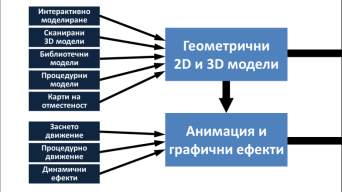 Интерактивно
моделиране
Сканирани
3D модели
Библиотечни
модели
Процедурни
модели
Карти на
отместеност
Геометрични
2D и 3D модели
Заснето
движение
Процедурно
движение
Динамични
ефекти
Анимация и
графични ефекти